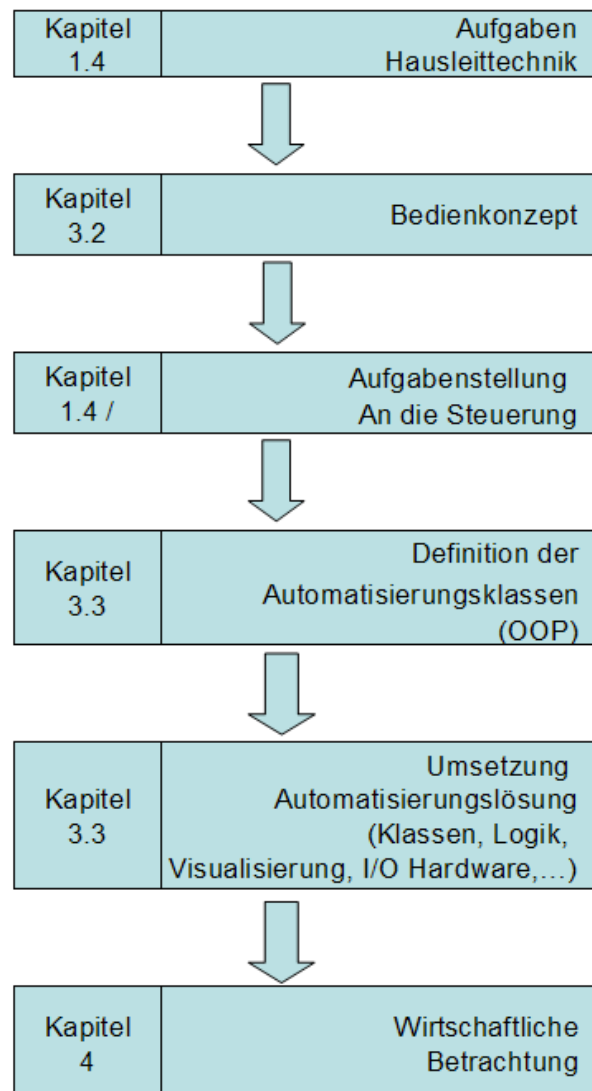 Kapitel
1.4
Aufgaben
Hausleittechnik
Kapitel
3.2
Bedienkonzept
Kapitel
1.4 /
Aufgabenstellung
An die Steuerung
Kapitel
3.3
Definition der
Automatisierungsklassen
(OOP)
Kapitel
3.3
Umsetzung
Automatisierungslösung
(Klassen, Logik,
Visualisierung, I/O Hardware,...)
Kapitel
4
Wirtschaftliche
Betrachtung